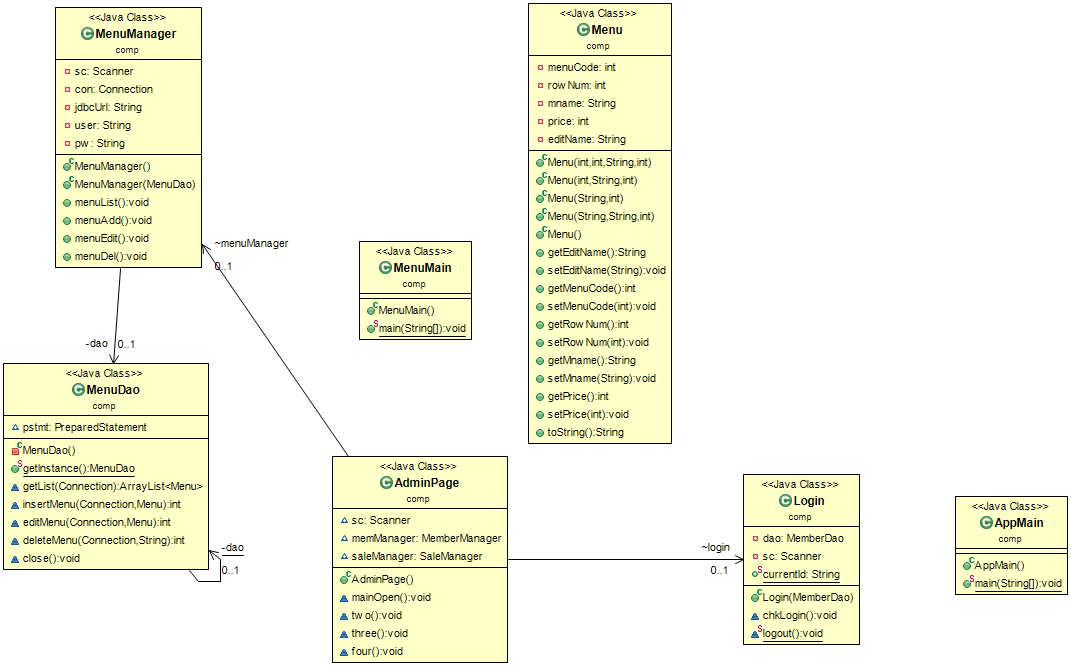 <<Java Class>>
MenuManager
comp
sc: Scanner
con: Connection
jdbcUrl: String
user: String
pw: String
MenuManager()
MenuManager(MenuDao)
menuList():void
menuAdd():void
menuEdit():void
menuDel():void
<<Java Class>>
Menu
comp
menuCode: int
rowNum: int
mname: String
price: int
editName: String
Menu(int,int,String,int)
Menu(int,String,int)
Menu(String,int)
Menu(String,String,int)
Menu()
getEditName():String
setEditName(String):void
getMenuCode():int
setMenuCode(int):void
getRowNum():int
setRowNum(int):void
getMname():String
setMname(String):void
getPrice():int
setPrice(int):void
toString():String
~menuManager
0..1
<<Java Class>>
MenuMain
comp
MenuMain()
main(String[]):void
-dao
0..1
<<Java Class>>
MenuDao
comp
pstmt: PreparedStatement
MenuDao()
getInstance():MenuDao
getList(Connection):ArrayList<Menu>
insertMenu(Connection,Menu):int
editMenu(Connection,Menu):int
deleteMenu(Connection,String):int
close():void
-dao
0..1
<<Java Class>>
AdminPage
comp
sc: Scanner
memManager: MemberManager
saleManager: SaleManager
AdminPage()
mainOpen():void
two():void
three():void
four():void
~login
0..1
<<Java Class>>
Login
comp
dao: MemberDao
sc: Scanner
currentId: String
Login(MemberDao)
chkLogin():void
logout():void
<<Java Class>>
AppMain
comp
AppMain()
main(String[]):void